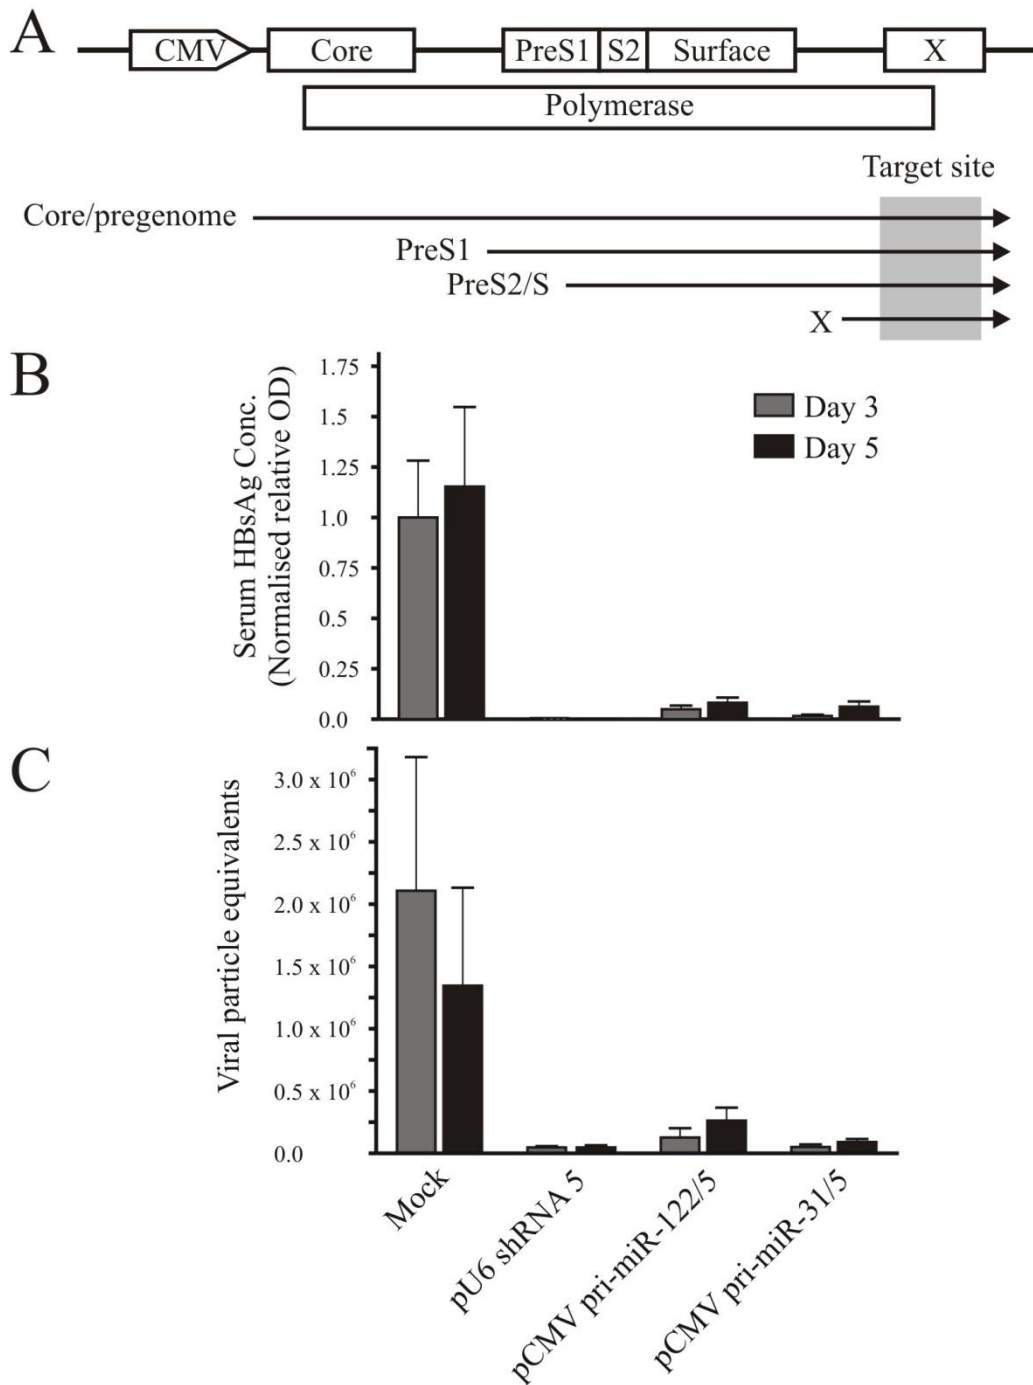 A
CMV
Core
PreS1
S2
Surface
X
Polymerase
Target site
Core/pregenome
PreS1
PreS2/S
X
B
Serum HBsAg Conc.
(Normalised relative OD)
1.75
1.5
1.25
1.0
0.75
0.5
0.25
0.0
Day 3
Day 5
C
Viral particle equivalents
3.0 x 10⁶
2.5 x 10⁶
2.0 x 10⁶
1.5 x 10⁶
1.0 x 10⁶
0.5 x 10⁶
0.0
Mock
pU6 shRNA 5
pCMV pri-miR-122/5
pCMV pri-miR-31/5